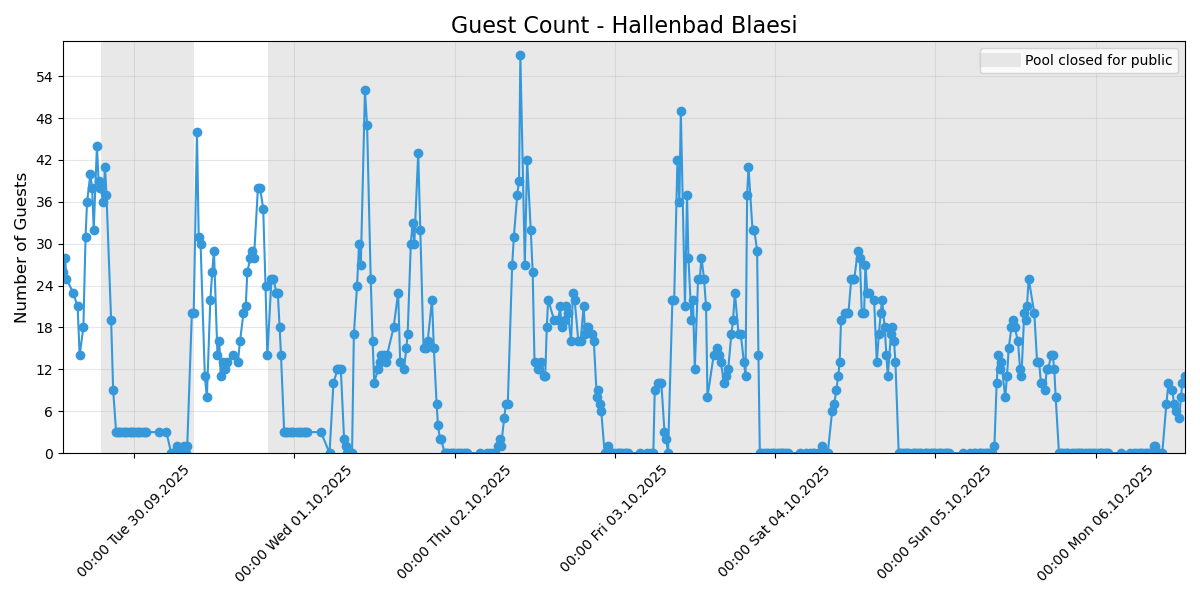 Guest Count - Hallenbad Blaesi
Pool closed for public
Number of Guests
54
48
42
36
30
24
18
12
6
0
00:00 Tue 30.09.2025
00:00 Wed 01.10.2025
00:00 Thu 02.10.2025
00:00 Fri 03.10.2025
00:00 Sat 04.10.2025
00:00 Sun 05.10.2025
00:00 Mon 06.10.2025